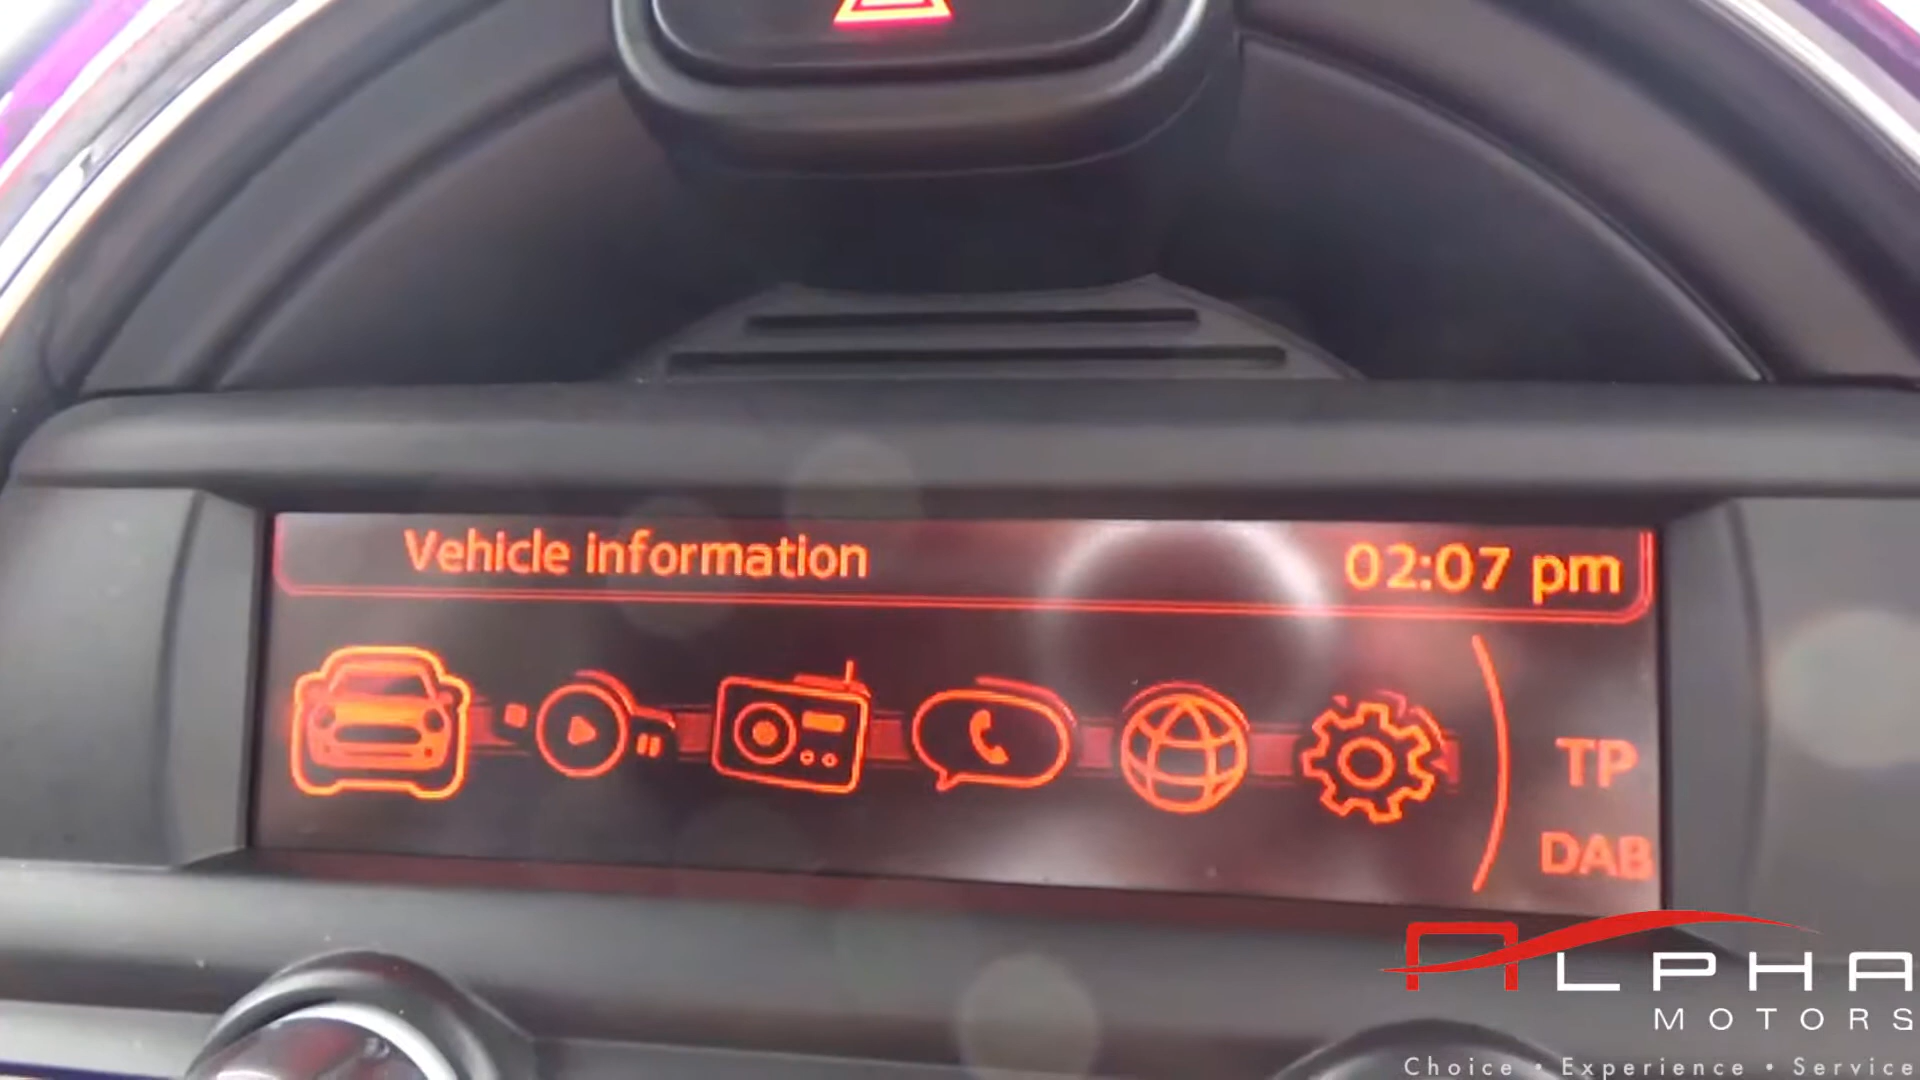 Vehicle information
02:07 pm
TP
DAB
ALPHA
MOTORS
Choice • Experience • Service